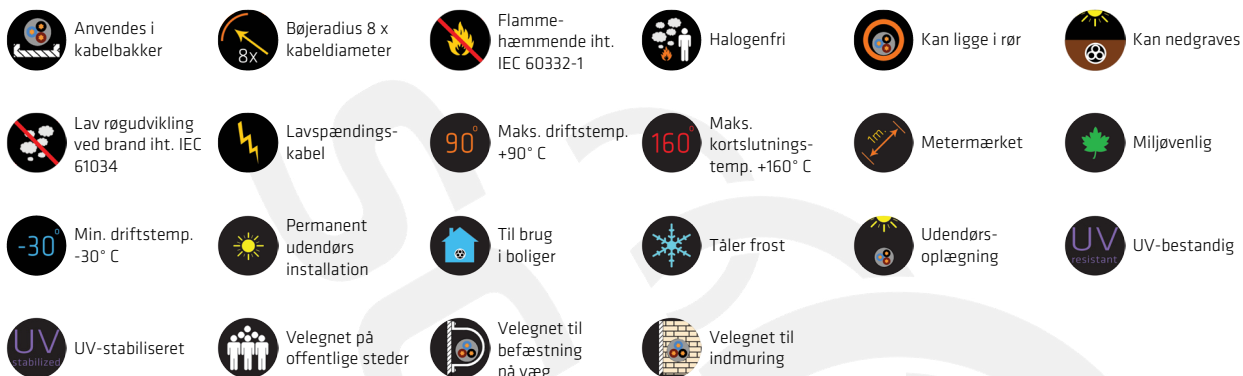 Anvendes i
kabelbakker
8x
Bøjeradius 8 x
kabeldiameter
Flamme-
hæmmende iht.
IEC 60332-1
Halogenfri
Kan ligge i rør
Kan nedgraves
Lav røgudvikling
ved brand iht. IEC
61034
Lavspændings-
kabel
90°
Maks. driftstemp.
+90° C
160°
Maks.
kortslutnings-
temp. +160° C
1m.
Metermærket
Miljøvenlig
-30°
Min. driftstemp.
-30° C
Permanent
udendørs
installation
Til brug
i boliger
Tåler frost
Udendørs-
oplægning
UV
resistant
UV-bestandig
UV
stabilized
UV-stabiliseret
Velegnet på
offentlige steder
Velegnet til
befæstning
på væg
Velegnet til
indmuring